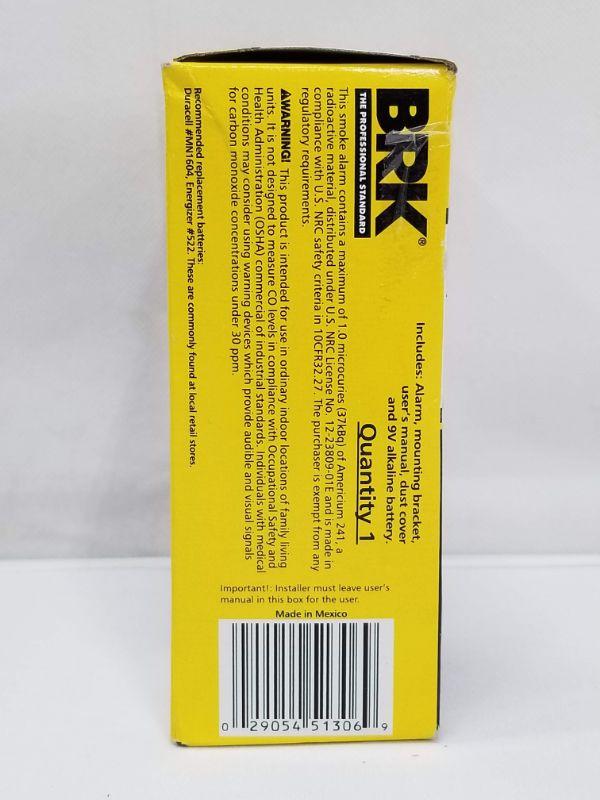 BRK®
THE PROFESSIONAL STANDARD
Includes: Alarm, mounting bracket,
user's manual, dust cover
and 9V alkaline battery.
Quantity 1
This smoke alarm contains a maximum of 1.0 microcuries (37kBq) of Americium 241, a
radioactive material, distributed under U.S. NRC License No. 12-23809-01E and is made in
compliance with U.S. NRC safety criteria in 10CFR32.27. The purchaser is exempt from any
regulatory requirements.
⚠WARNING! This product is intended for use in ordinary indoor locations of family living
units. It is not designed to measure CO levels in compliance with Occupational Safety and
Health Administration (OSHA) commercial of industrial standards. Individuals with medical
conditions may consider using warning devices which provide audible and visual signals
for carbon monoxide concentrations under 30 ppm.
Recommended replacement batteries:
Duracell #MN1604, Energizer #522. These are commonly found at local retail stores.
Important!: Installer must leave user's
manual in this box for the user.
Made in Mexico
0 29054 51306 9